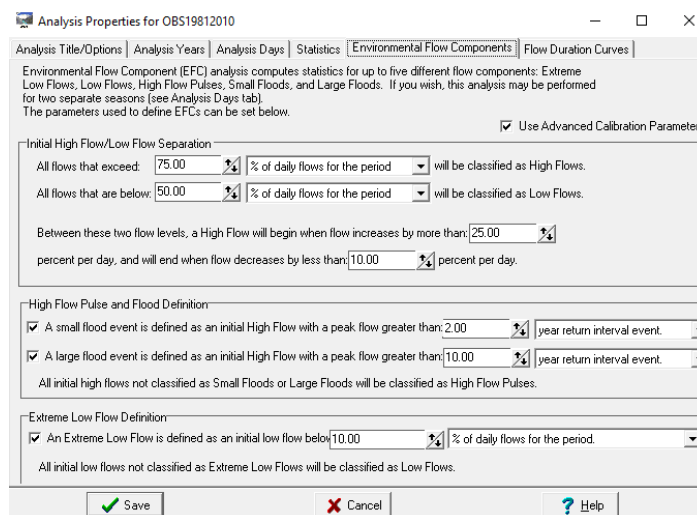 Analysis Properties for OBS19812010
Analysis Title/Options Analysis Years Analysis Days Statistics Environmental Flow Components Flow Duration Curves
Environmental Flow Component (EFC) analysis computes statistics for up to five different flow components: Extreme
Low Flows, Low Flows, High Flow Pulses, Small Floods, and Large Floods. If you wish, this analysis may be performed
for two separate seasons (see Analysis Days tab).
The parameters used to define EFCs can be set below.
Use Advanced Calibration Parameter
Initial High Flow/Low Flow Separation
All flows that exceed: 75.00 % of daily flows for the period will be classified as High Flows.
All flows that are below: 50.00 % of daily flows for the period will be classified as Low Flows.
Between these two flow levels, a High Flow will begin when flow increases by more than: 25.00
percent per day, and will end when flow decreases by less than: 10.00 percent per day.
High Flow Pulse and Flood Definition
A small flood event is defined as an initial High Flow with a peak flow greater than: 2.00 year return interval event.
A large flood event is defined as an initial High Flow with a peak flow greater than: 10.00 year return interval event.
All initial high flows not classified as Small Floods or Large Floods will be classified as High Flow Pulses.
Extreme Low Flow Definition
An Extreme Low Flow is defined as an initial low flow below 10.00 % of daily flows for the period.
All initial low flows not classified as Extreme Low Flows will be classified as Low Flows.
Save Cancel Help